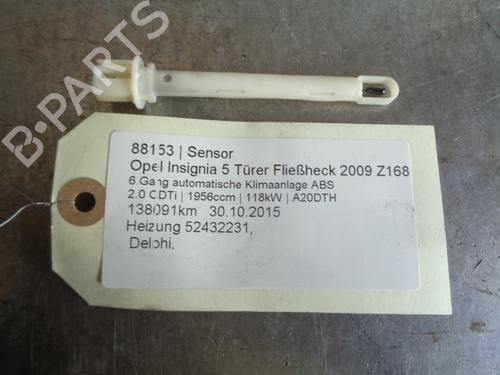 B-PARTS
88153 | Sensor
Opel Insignia 5 Türer Fließheck 2009 Z168
6 Gang automatische Klimaanlage ABS
2.0 CDTi | 1956ccm | 118kW | A20DTH
138091km 30.10.2015
Heizung 52432231,
Delphi,